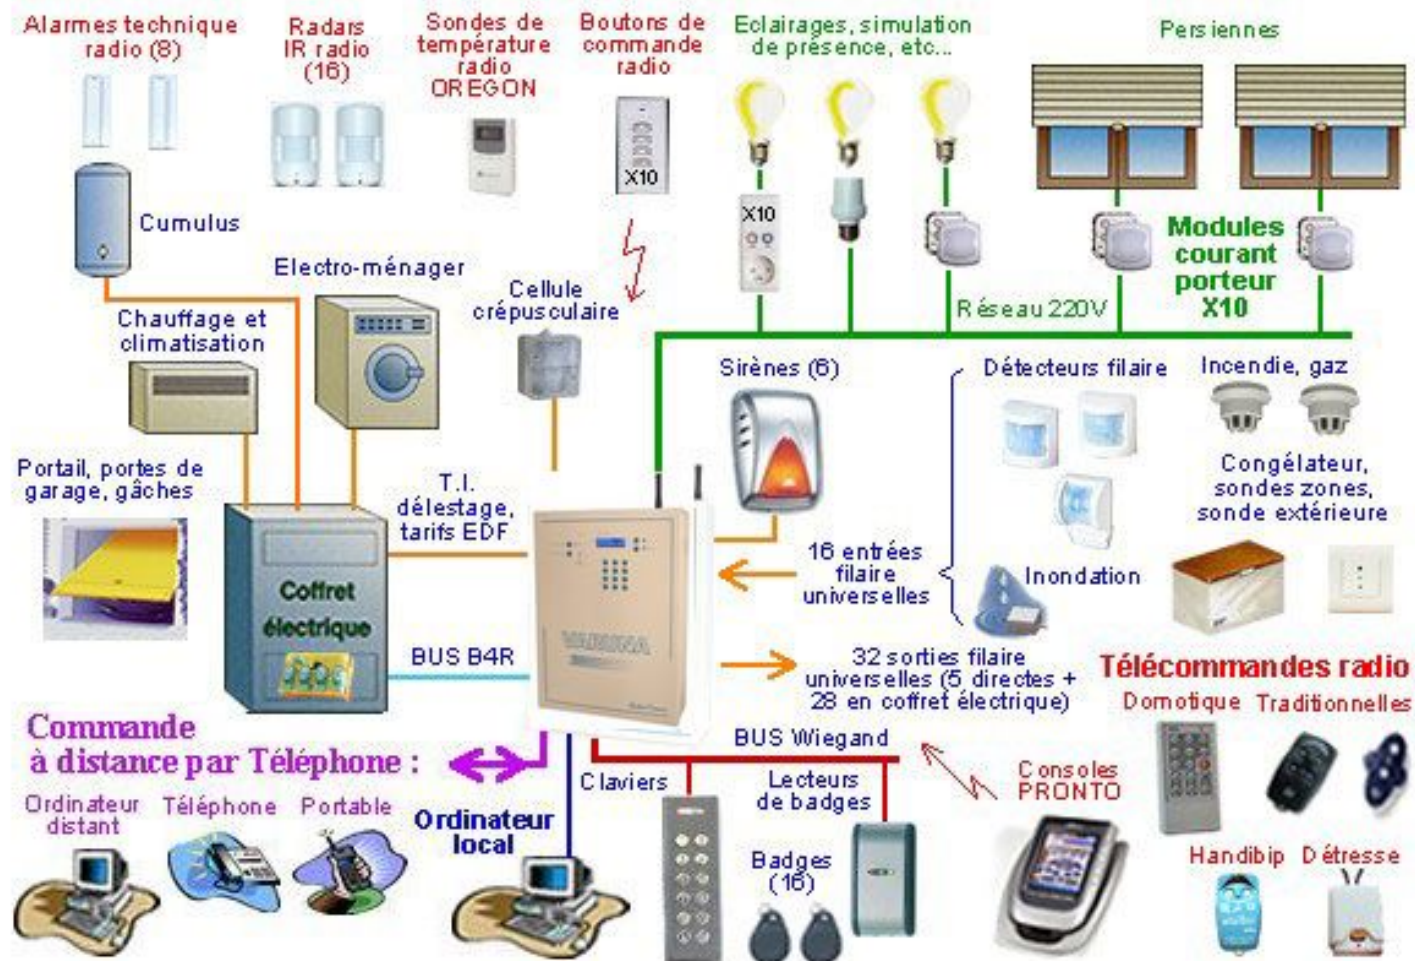 Alarmes technique
radio (8)
Radars
IR radio
(16)
Sondes de
température
radio
OREGON
Boutons de
commande
radio
Eclairages, simulation
de présence, etc...
Persiennes
X10
X10
Cumulus
Electro-ménager
Cellule
crépusculaire
Modules
courant
porteur
X10
Réseau 220V
Chauffage et
climatisation
Sirènes (6)
Détecteurs filaire
Incendie, gaz
Portail, portes de
garage, gâches
T.I.
délestage,
tarifs EDF
Congélateur,
sondes zones,
sonde extérieure
16 entrées
filaire
universelles
Inondation
Coffret
électrique
VARUNA
BUS B4R
32 sorties filaire
universelles (5 directes +
28 en coffret électrique)
Télécommandes radio
Domotique
Traditionnelles
Commande
à distance par Téléphone :
BUS Wiegand
Claviers
Lecteurs
de badges
Consoles
PRONTO
Ordinateur
distant
Téléphone
Portable
Ordinateur
local
Badges
(16)
Handibip
Détresse